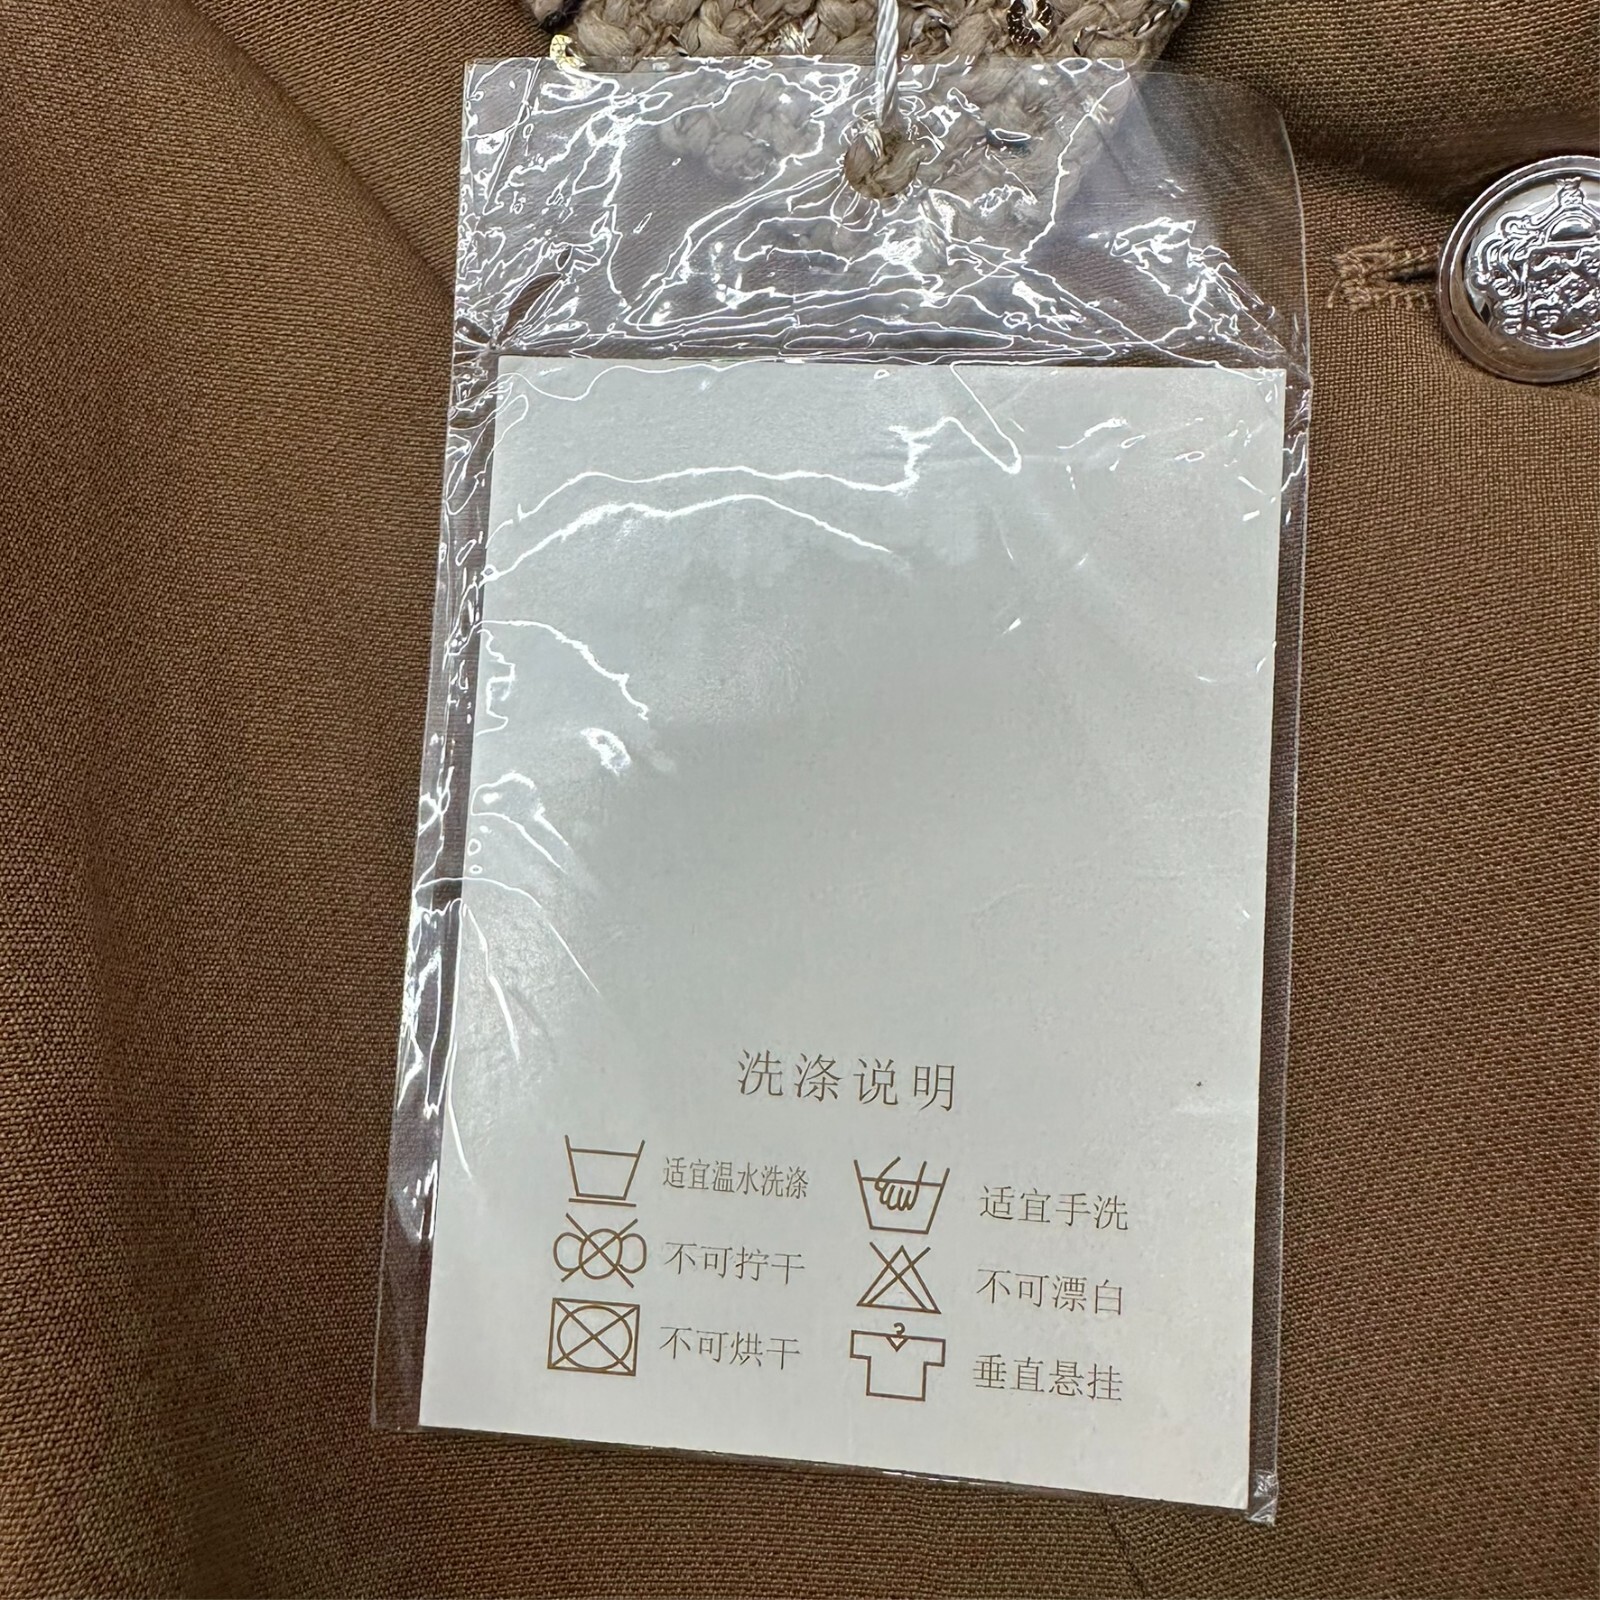 洗涤说明
适宜温水洗涤
适宜手洗
不可拧干
不可漂白
不可烘干
垂直悬挂